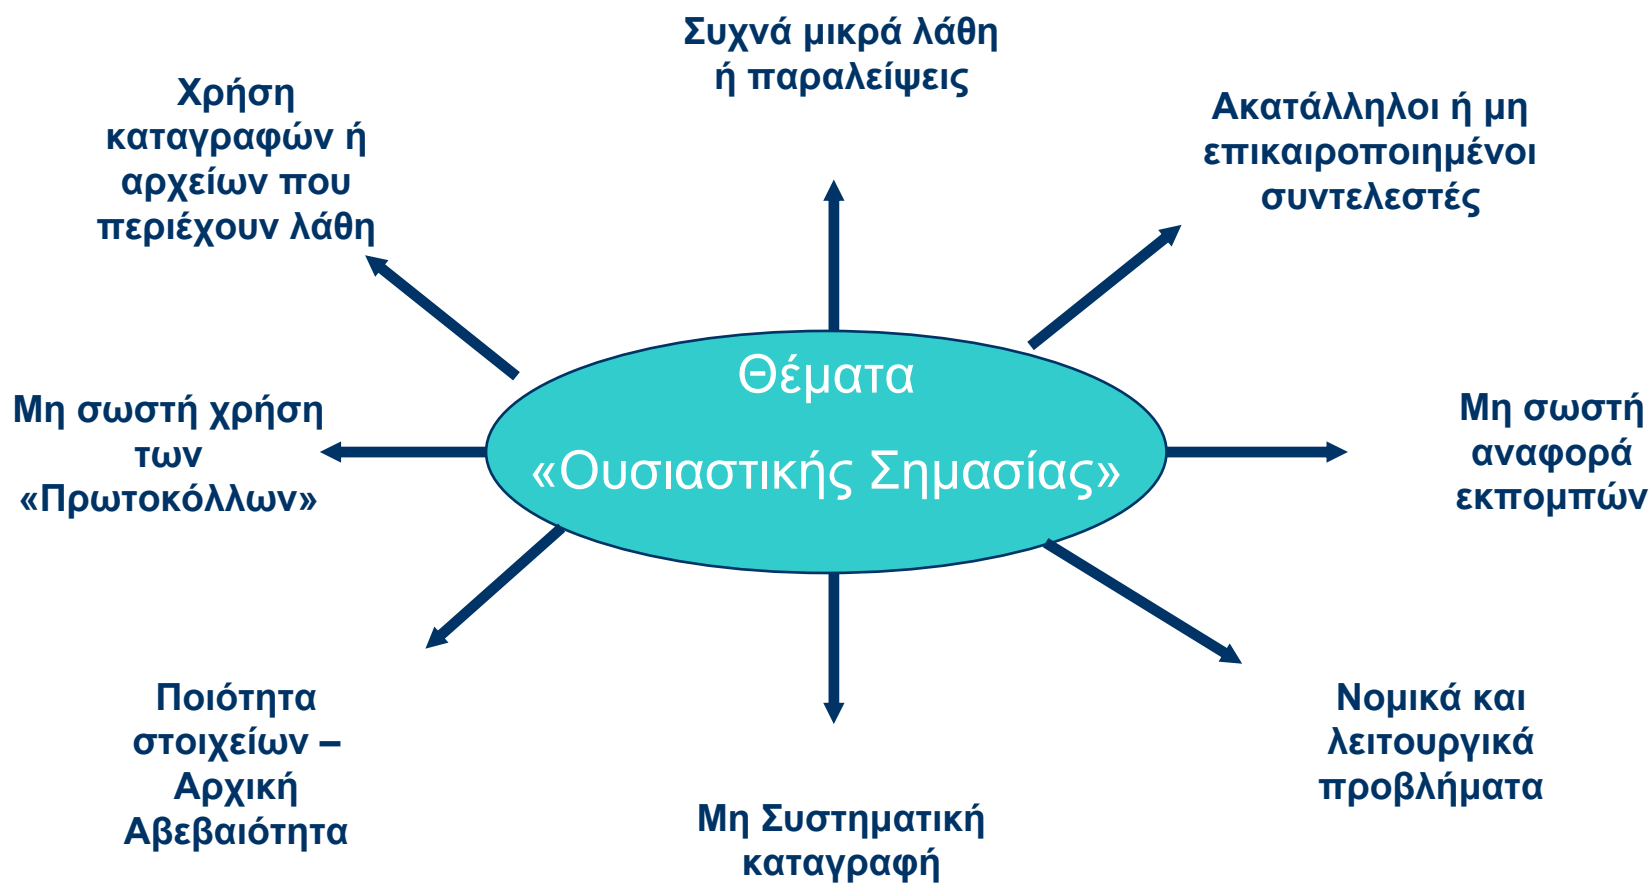 Συχνά μικρά λάθη
ή παραλείψεις
Χρήση
καταγραφών ή
αρχείων που
περιέχουν λάθη
Ακατάλληλοι ή μη
επικαιροποιημένοι
συντελεστές
Θέματα
«Ουσιαστικής Σημασίας»
Μη σωστή χρήση
των
«Πρωτοκόλλων»
Μη σωστή
αναφορά
εκπομπών
Ποιότητα
στοιχείων –
Αρχική
Αβεβαιότητα
Μη Συστηματική
καταγραφή
Νομικά και
λειτουργικά
προβλήματα